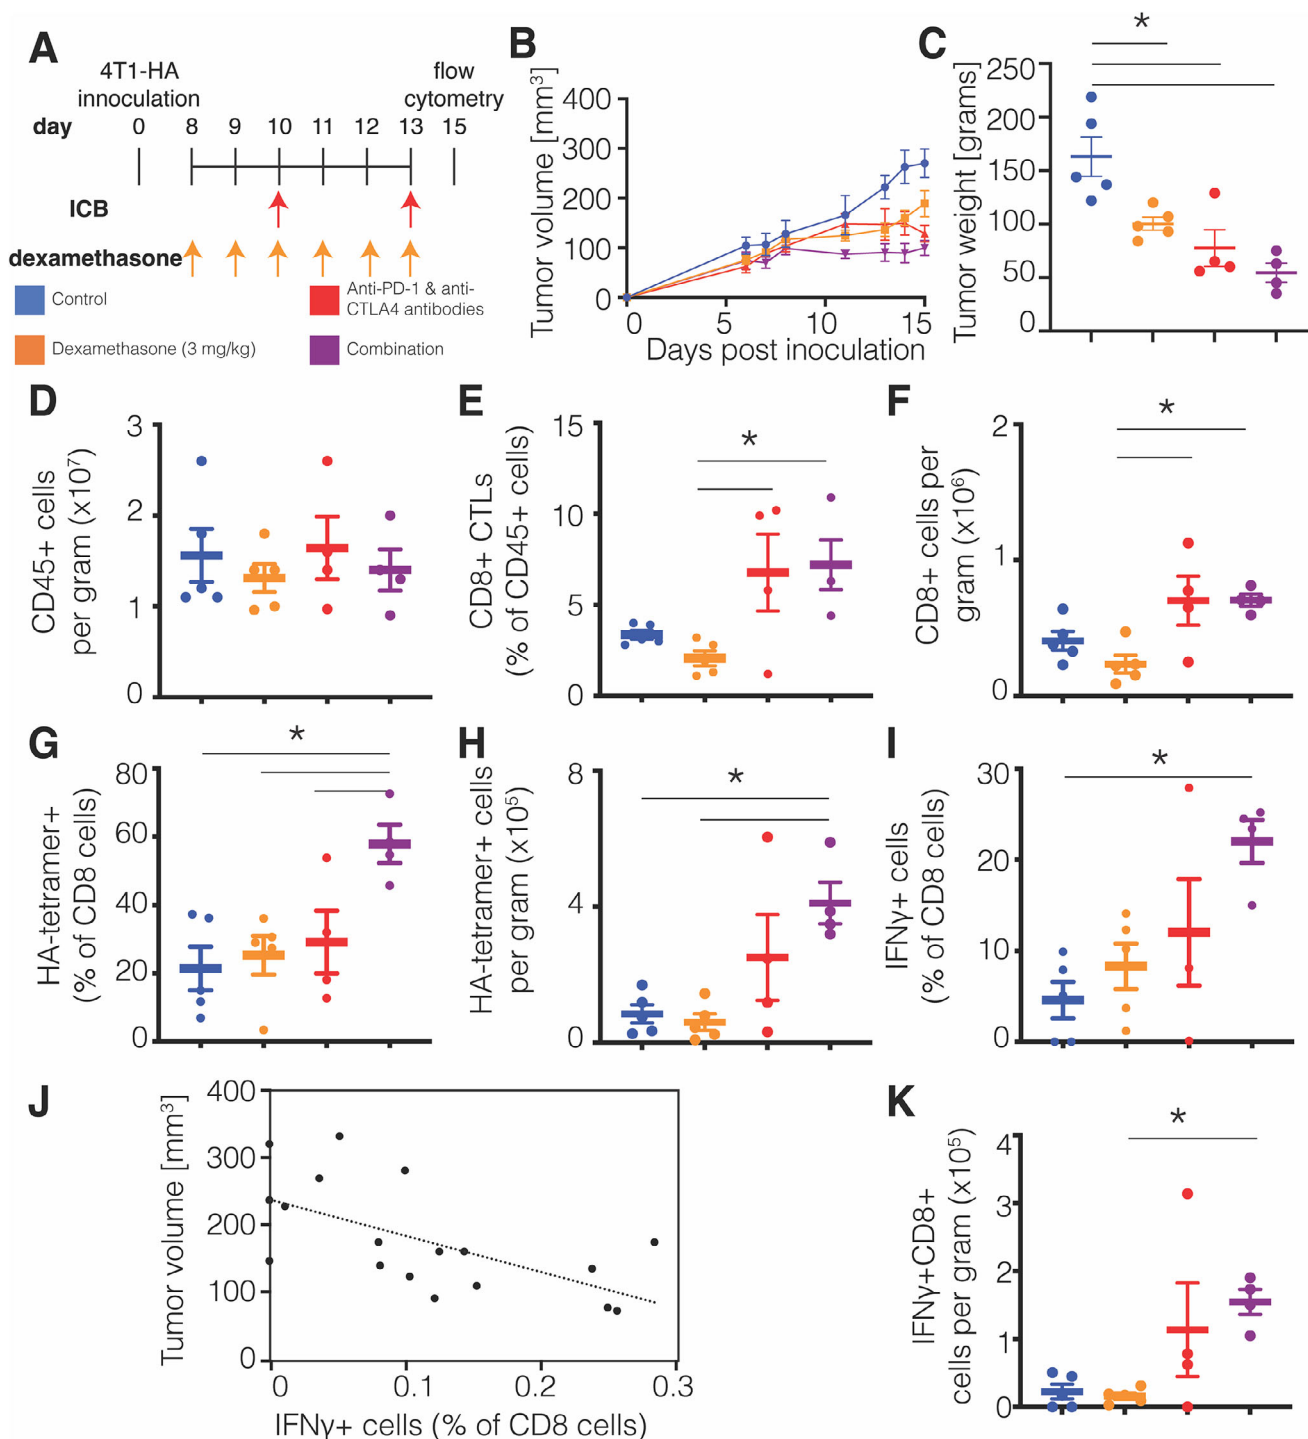 A
4T1-HA
innoculation
flow
cytometry
day
0 8 9 10 11 12 13 15
ICB
dexamethasone
Control
Anti-PD-1 & anti-
CTLA4 antibodies
Dexamethasone (3 mg/kg)
Combination
B
Tumor volume [mm³]
400
300
200
100
0
0 5 10 15
Days post inoculation
C
*
Tumor weight [grams]
250
200
150
100
50
0
D
CD45+ cells
per gram (x10⁷)
3
2
1
0
E
CD8+ CTLs
(% of CD45+ cells)
15
10
5
0
*
F
CD8+ cells per
gram (x10⁶)
2
1
0
*
G
HA-tetramer+
(% of CD8 cells)
80
60
40
20
0
*
H
HA-tetramer+ cells
per gram (x10⁵)
8
4
0
*
I
IFNγ+ cells
(% of CD8 cells)
30
20
10
0
*
J
Tumor volume [mm³]
400
300
200
100
0
0 0.1 0.2 0.3
IFNγ+ cells (% of CD8 cells)
K
IFNγ+CD8+
cells per gram (x10⁵)
4
3
2
1
0
*